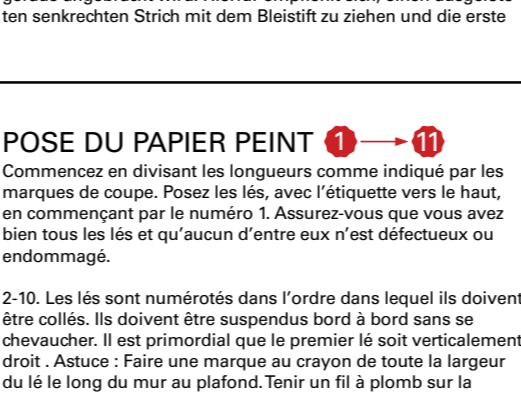 ten senkrechten Strich mit dem Bleistift zu ziehen und die erste
POSE DU PAPIER PEINT 1 → 11
Commencez en divisant les longueurs comme indiqué par les
marques de coupe. Posez les lés, avec l'étiquette vers le haut,
en commençant par le numéro 1. Assurez-vous que vous avez
bien tous les lés et qu'aucun d'entre eux n'est défectueux ou
endommagé.
2-10. Les lés sont numérotés dans l'ordre dans lequel ils doivent
être collés. Ils doivent être suspendus bord à bord sans se
chevaucher. Il est primordial que le premier lé soit verticalement
droit . Astuce : Faire une marque au crayon de toute la largeur
du lé le long du mur au plafond. Tenir un fil à plomb sur la